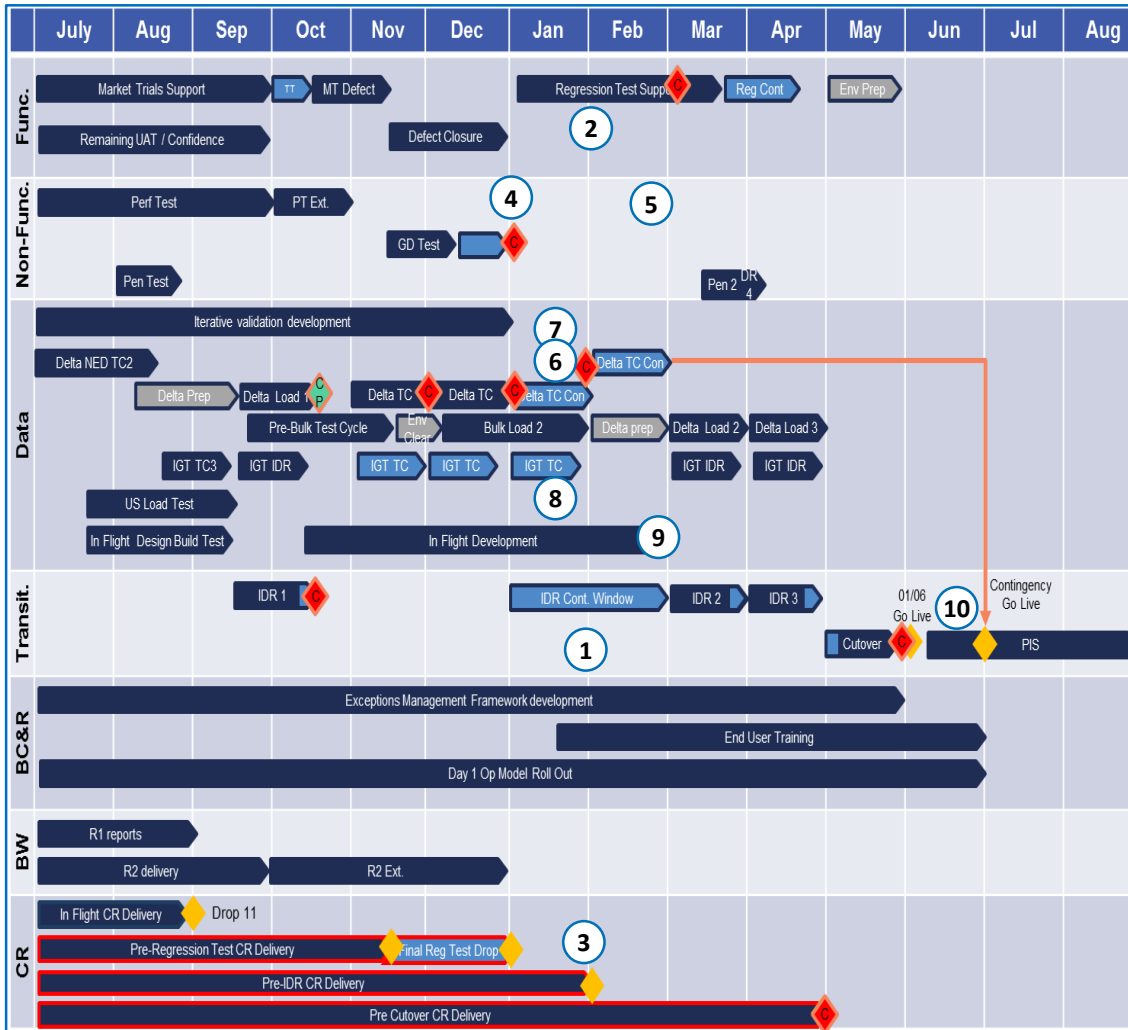 July Aug Sep Oct Nov Dec Jan Feb Mar Apr May Jun Jul Aug
Func.
Market Trials Support TT MT Defect Regression Test Supp C Reg Cont Env Prep
Remaining UAT / Confidence Defect Closure 2
Non-Func.
Perf Test PT Ext. 4 5
GD Test C
Pen Test Pen 2 DR 4
Data
Iterative validation development 7
Delta NED TC2 6 C Delta TC Con
Delta Prep Delta Load 1 C P Delta TC C Delta TC C Delta TC Con
Pre-Bulk Test Cycle Env Clear Bulk Load 2 Delta prep Delta Load 2 Delta Load 3
IGT TC3 IGT IDR IGT TC IGT TC IGT TC IGT IDR IGT IDR
US Load Test 8
In Flight Design Build Test In Flight Development 9
Transit.
IDR 1 C IDR Cont. Window IDR 2 IDR 3
01/06 Go Live 10 Contingency Go Live
1 Cutover C PIS
BC&R
Exceptions Management Framework development
End User Training
Day 1 Op Model Roll Out
BW
R1 reports
R2 delivery R2 Ext.
CR
In Flight CR Delivery Drop 11
Pre-Regression Test CR Delivery Final Reg Test Drop 3
Pre-IDR CR Delivery
Pre Cutover CR Delivery C